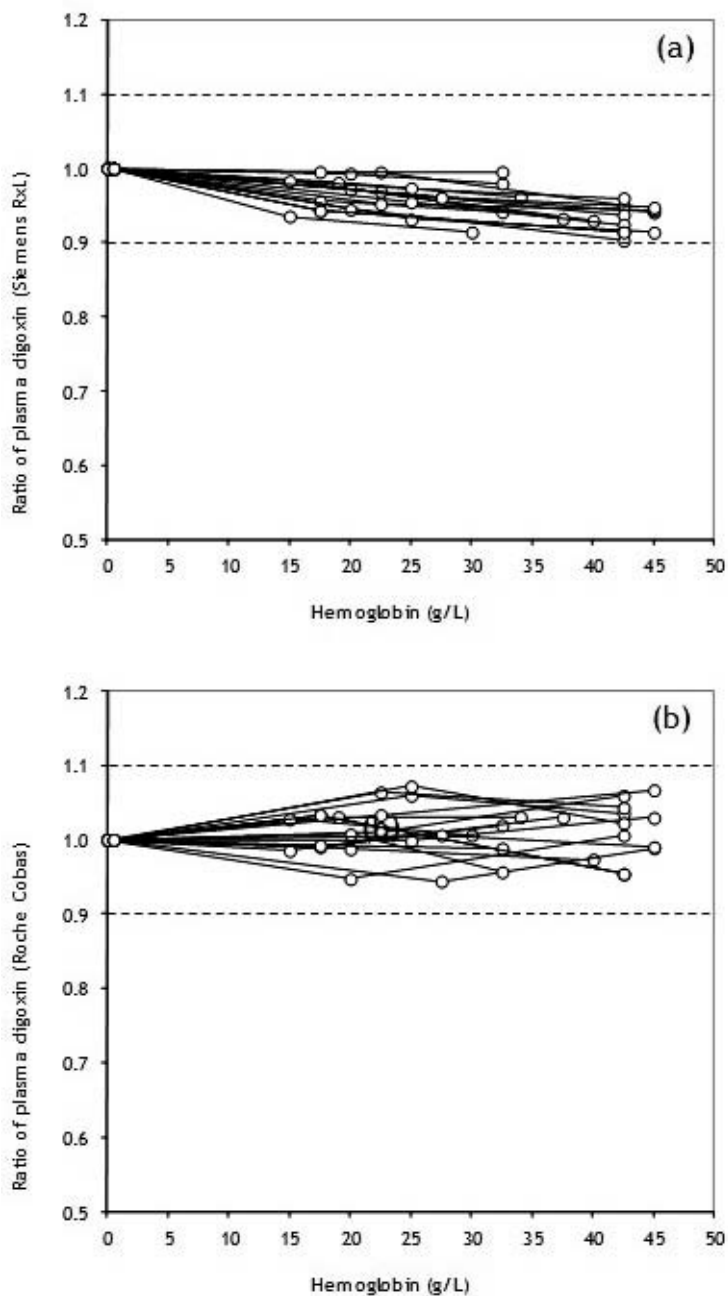 (a)
Ratio of plasma digoxin (Siemens RxL)
1.2
1.1
1.0
0.9
0.8
0.7
0.6
0.5
0 5 10 15 20 25 30 35 40 45 50
Hemoglobin (g/L)
(b)
Ratio of plasma digoxin (Roche Cobas)
1.2
1.1
1.0
0.9
0.8
0.7
0.6
0.5
0 5 10 15 20 25 30 35 40 45 50
Hemoglobin (g/L)